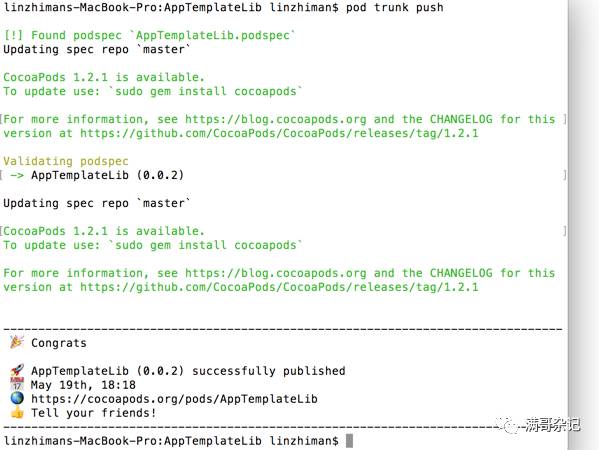 linzhimans-MacBook-Pro:AppTemplateLib linzhiman$ pod trunk push
[!] Found podspec `AppTemplateLib.podspec`
Updating spec repo `master`
CocoaPods 1.2.1 is available.
To update use: `sudo gem install cocoapods`
[For more information, see https://blog.cocoapods.org and the CHANGELOG for this ]
version at https://github.com/CocoaPods/CocoaPods/releases/tag/1.2.1
Validating podspec
[ -> AppTemplateLib (0.0.2) ]
Updating spec repo `master`
[CocoaPods 1.2.1 is available. ]
To update use: `sudo gem install cocoapods`
For more information, see https://blog.cocoapods.org and the CHANGELOG for this
version at https://github.com/CocoaPods/CocoaPods/releases/tag/1.2.1
--------------------------------------------------------------------------------
🎉 Congrats
🚀 AppTemplateLib (0.0.2) successfully published
📅 May 19th, 18:18
🌎 https://cocoapods.org/pods/AppTemplateLib
👍 Tell your friends!
--------------------------------------------------------------------------------
linzhimans-MacBook-Pro:AppTemplateLib linzhiman$
满哥杂记